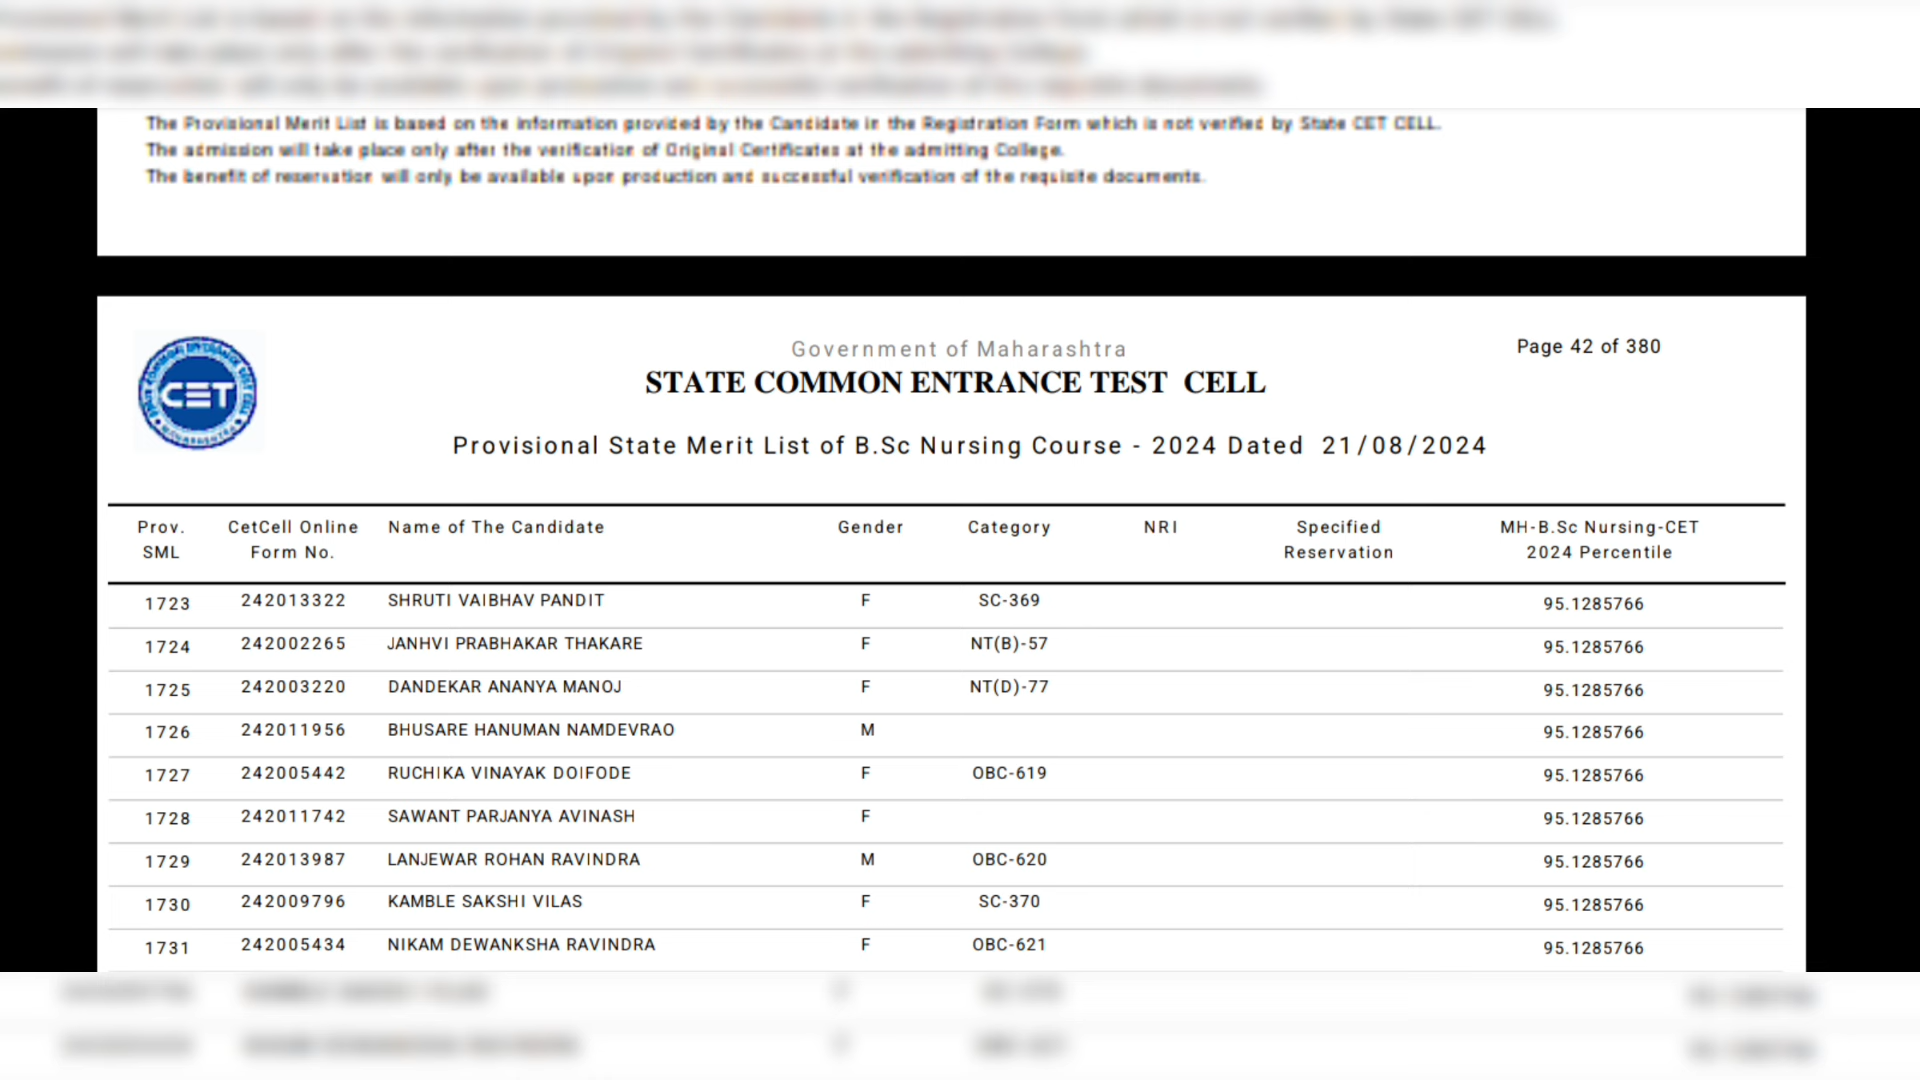 The Provisional Merit List is based on the information provided by the Candidate in the Registration Form which is not verified by State CET CELL.
The admission will take place only after the verification of Original Certificates at the admitting College.
The benefit of reservation will only be available upon production and successful verification of the requisite documents.
CET
Government of Maharashtra
Page 42 of 380
STATE COMMON ENTRANCE TEST CELL
Provisional State Merit List of B.Sc Nursing Course - 2024 Dated 21/08/2024
Prov. CetCell Online Name of The Candidate Gender Category NRI Specified MH-B.Sc Nursing-CET
SML Form No. Reservation 2024 Percentile
1723 242013322 SHRUTI VAIBHAV PANDIT F SC-369 95.1285766
1724 242002265 JANHVI PRABHAKAR THAKARE F NT(B)-57 95.1285766
1725 242003220 DANDEKAR ANANYA MANOJ F NT(D)-77 95.1285766
1726 242011956 BHUSARE HANUMAN NAMDEVRAO M 95.1285766
1727 242005442 RUCHIKA VINAYAK DOIFODE F OBC-619 95.1285766
1728 242011742 SAWANT PARJANYA AVINASH F 95.1285766
1729 242013987 LANJEWAR ROHAN RAVINDRA M OBC-620 95.1285766
1730 242009796 KAMBLE SAKSHI VILAS F SC-370 95.1285766
1731 242005434 NIKAM DEWANKSHA RAVINDRA F OBC-621 95.1285766